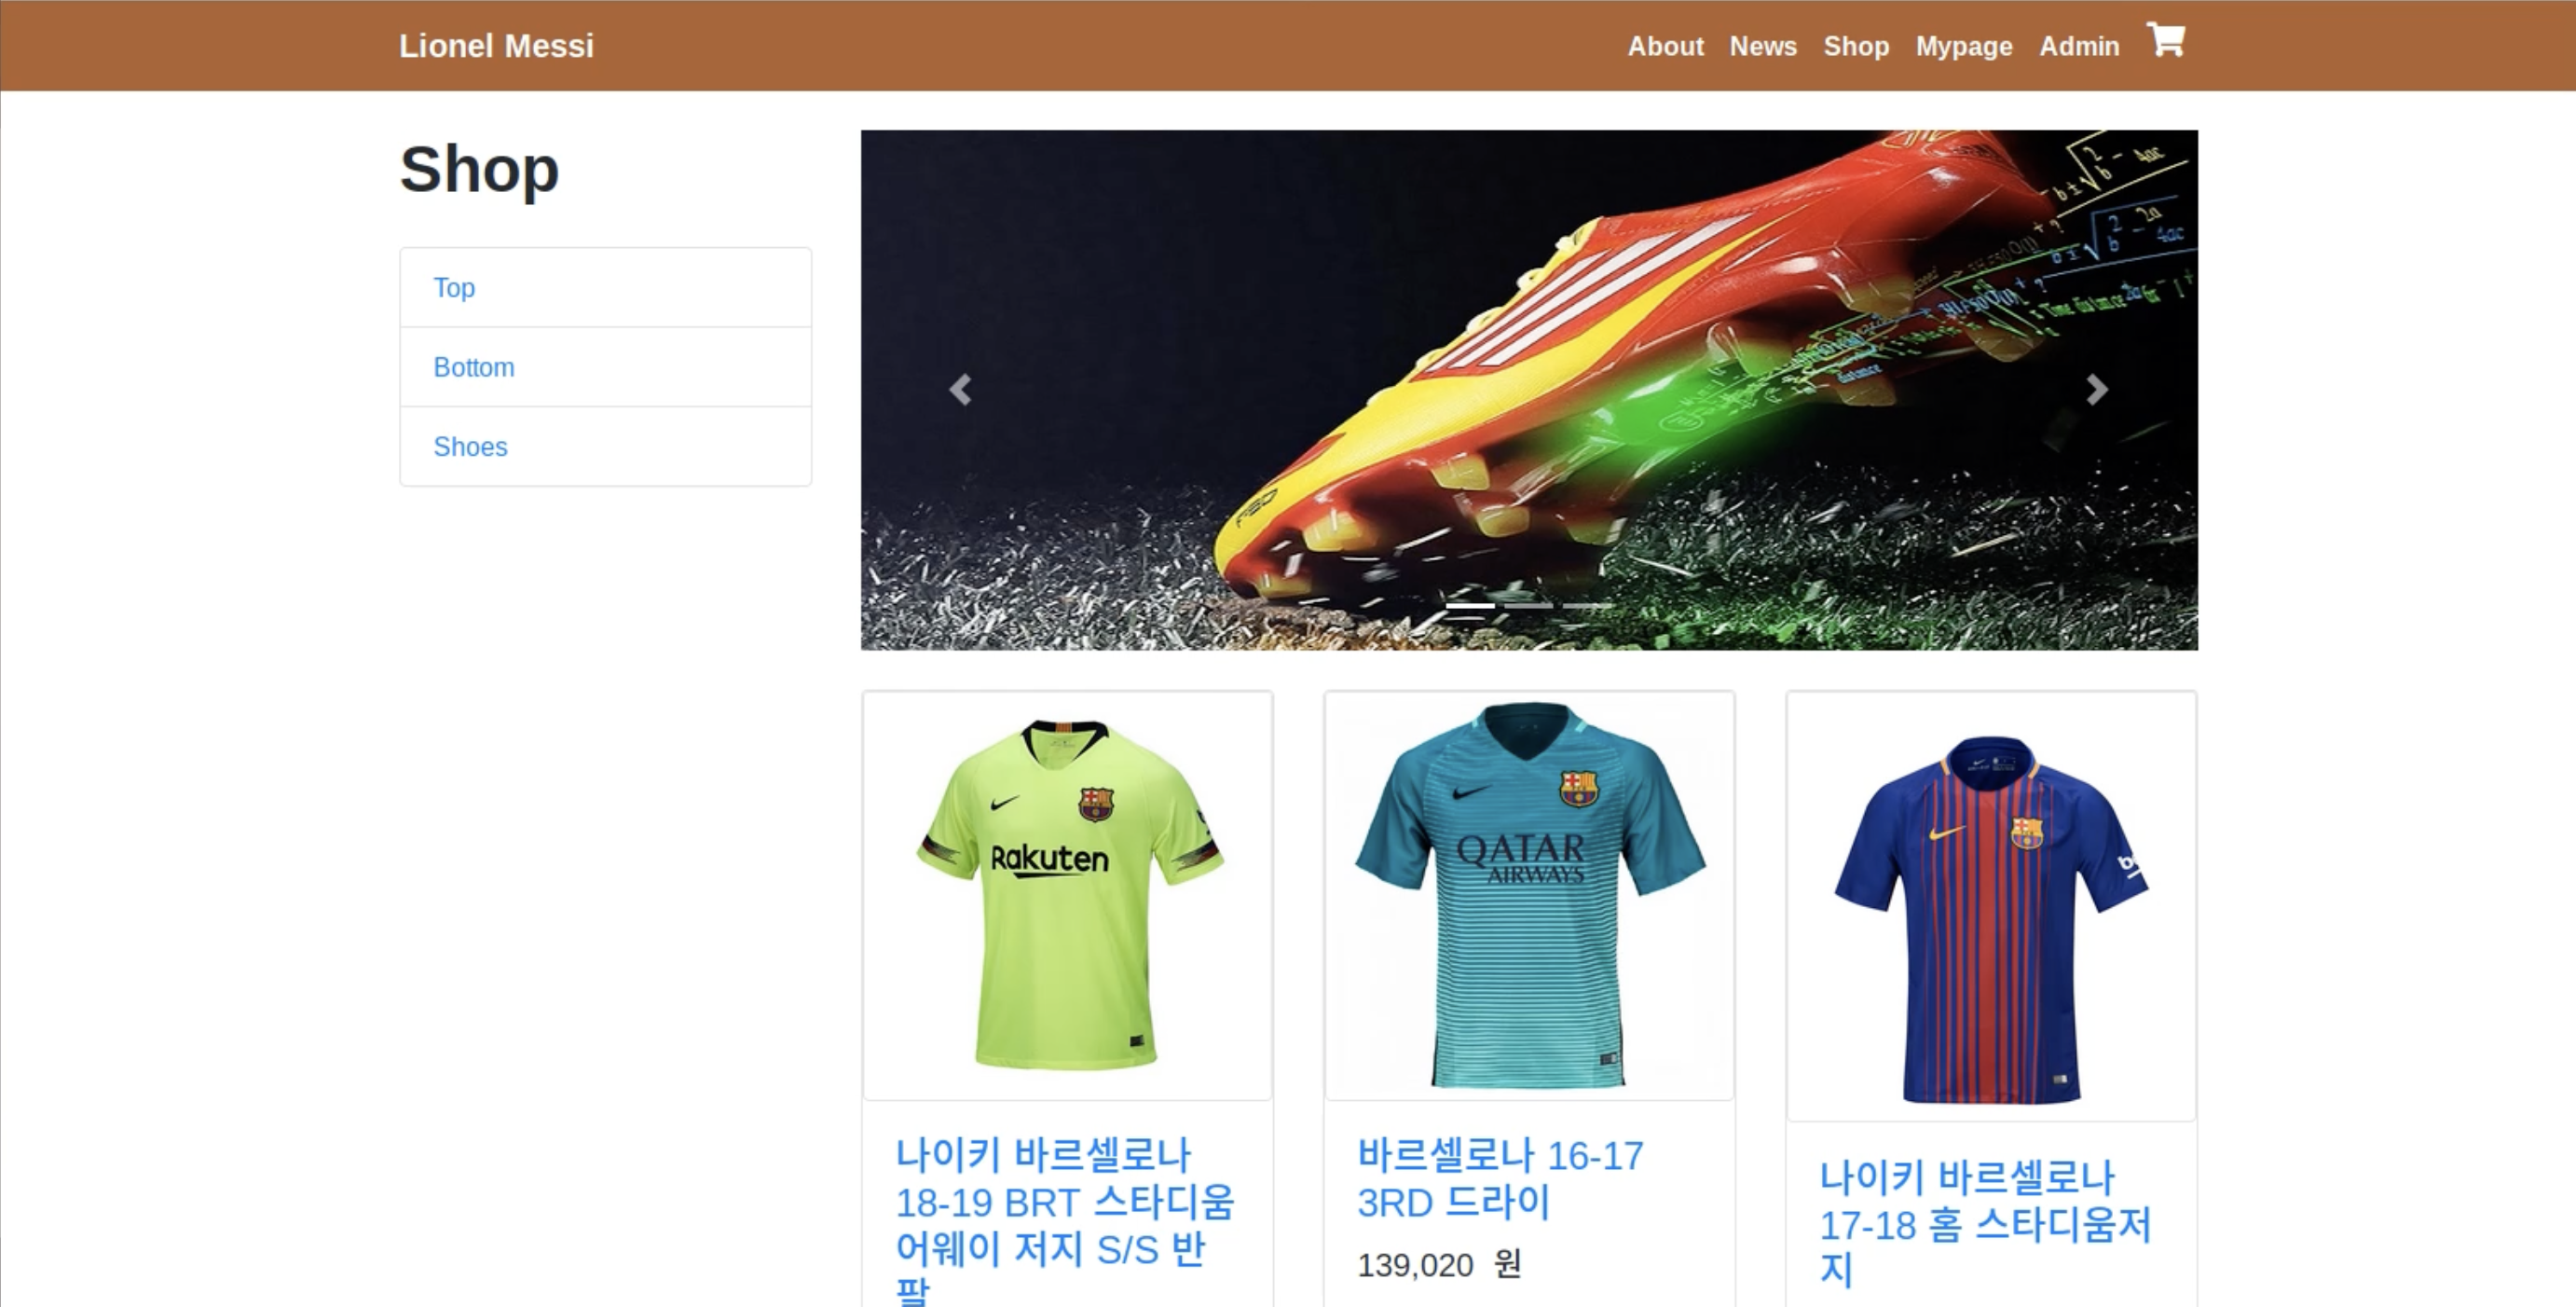 Lionel Messi
About News Shop Mypage Admin
Shop
Top
Bottom
Shoes
Rakuten
QATAR
AIRWAYS
나이키 바르셀로나
18-19 BRT 스타디움
어웨이 저지 S/S 반
팔
바르셀로나 16-17
3RD 드라이
139,020 원
나이키 바르셀로나
17-18 홈 스타디움저
지